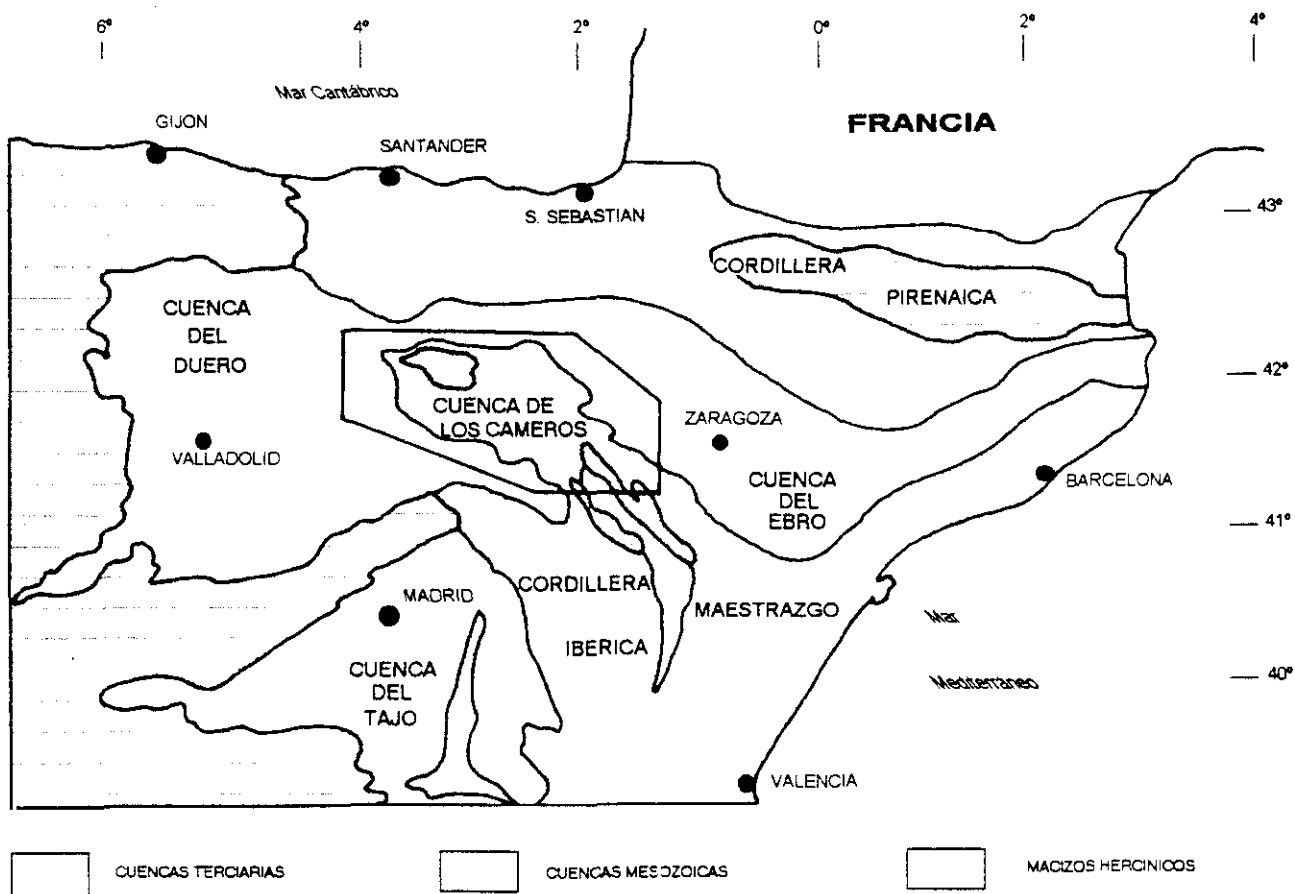 6° 4° 2° 0° 2° 4°
Mar Cantábrico
FRANCIA
GIJON
SANTANDER
S. SEBASTIAN
43°
CORDILLERA
PIRENAICA
CUENCA
DEL
DUERO
42°
CUENCA DE
LOS CAMEROS
ZARAGOZA
VALLADOLID
BARCELONA
CUENCA
DEL
EBRO
41°
CORDILLERA
IBERICA
MADRID
MAESTRAZGO
Mar
Mediterráneo
40°
CUENCA
DEL
TAJO
VALENCIA
CUENCAS TERCIARIAS
CUENCAS MESOZOICAS
MACIZOS HERCINICOS